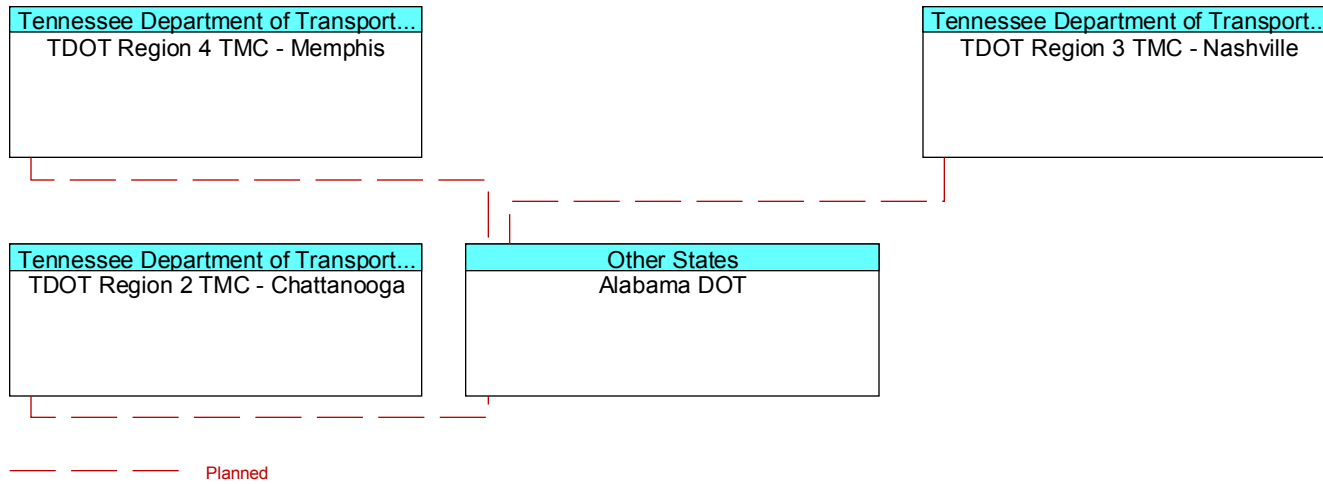 Tennessee Department of Transport...
TDOT Region 4 TMC - Memphis
Tennessee Department of Transport...
TDOT Region 3 TMC - Nashville
Tennessee Department of Transport...
TDOT Region 2 TMC - Chattanooga
Other States
Alabama DOT
Planned